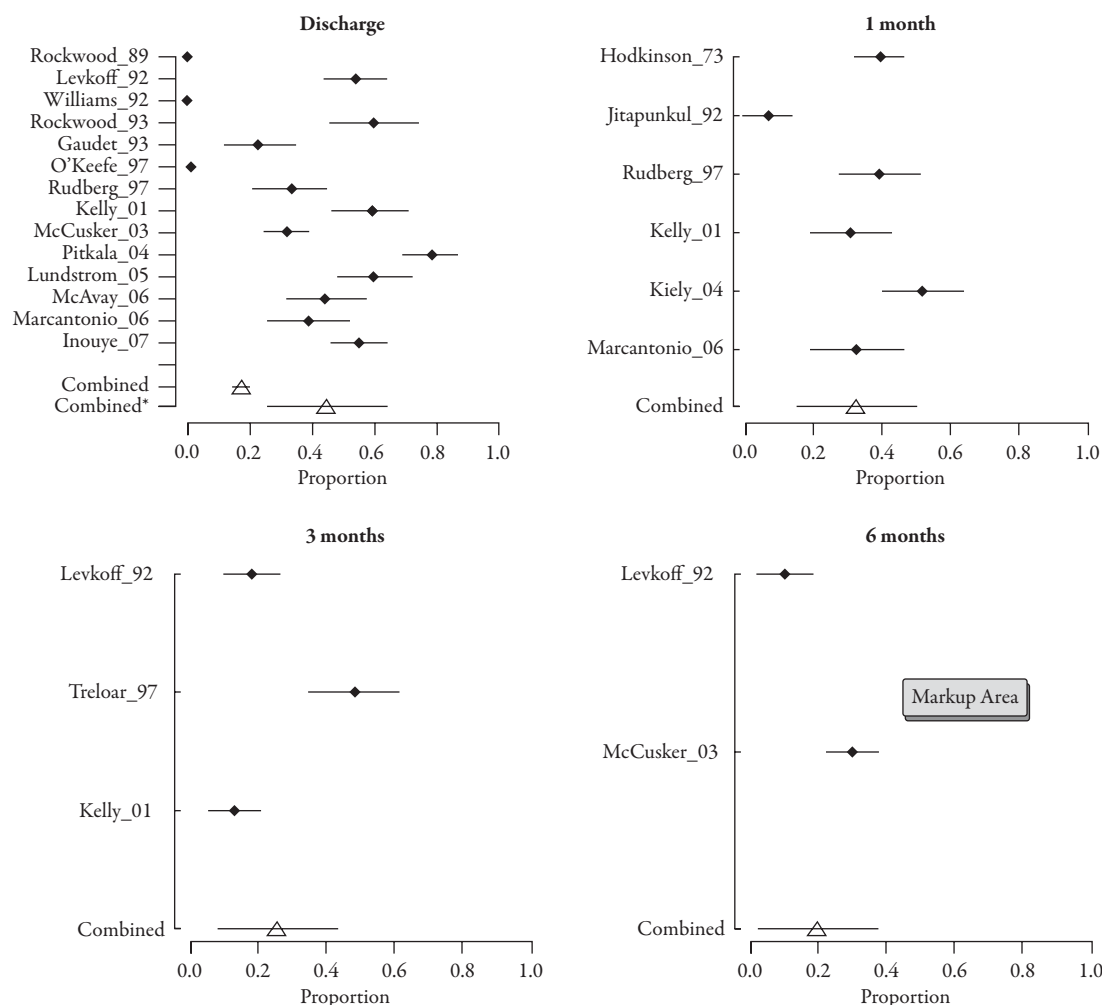 Discharge
Rockwood_89
Levkoff_92
Williams_92
Rockwood_93
Gaudet_93
O'Keefe_97
Rudberg_97
Kelly_01
McCusker_03
Pitkala_04
Lundstrom_05
McAvay_06
Marcantonio_06
Inouye_07
Combined
Combined*
0.0 0.2 0.4 0.6 0.8 1.0
Proportion
1 month
Hodkinson_73
Jitapunkul_92
Rudberg_97
Kelly_01
Kiely_04
Marcantonio_06
Combined
0.0 0.2 0.4 0.6 0.8 1.0
Proportion
3 months
Levkoff_92
Treloar_97
Kelly_01
Combined
0.0 0.2 0.4 0.6 0.8 1.0
Proportion
6 months
Levkoff_92
Markup Area
McCusker_03
Combined
0.0 0.2 0.4 0.6 0.8 1.0
Proportion